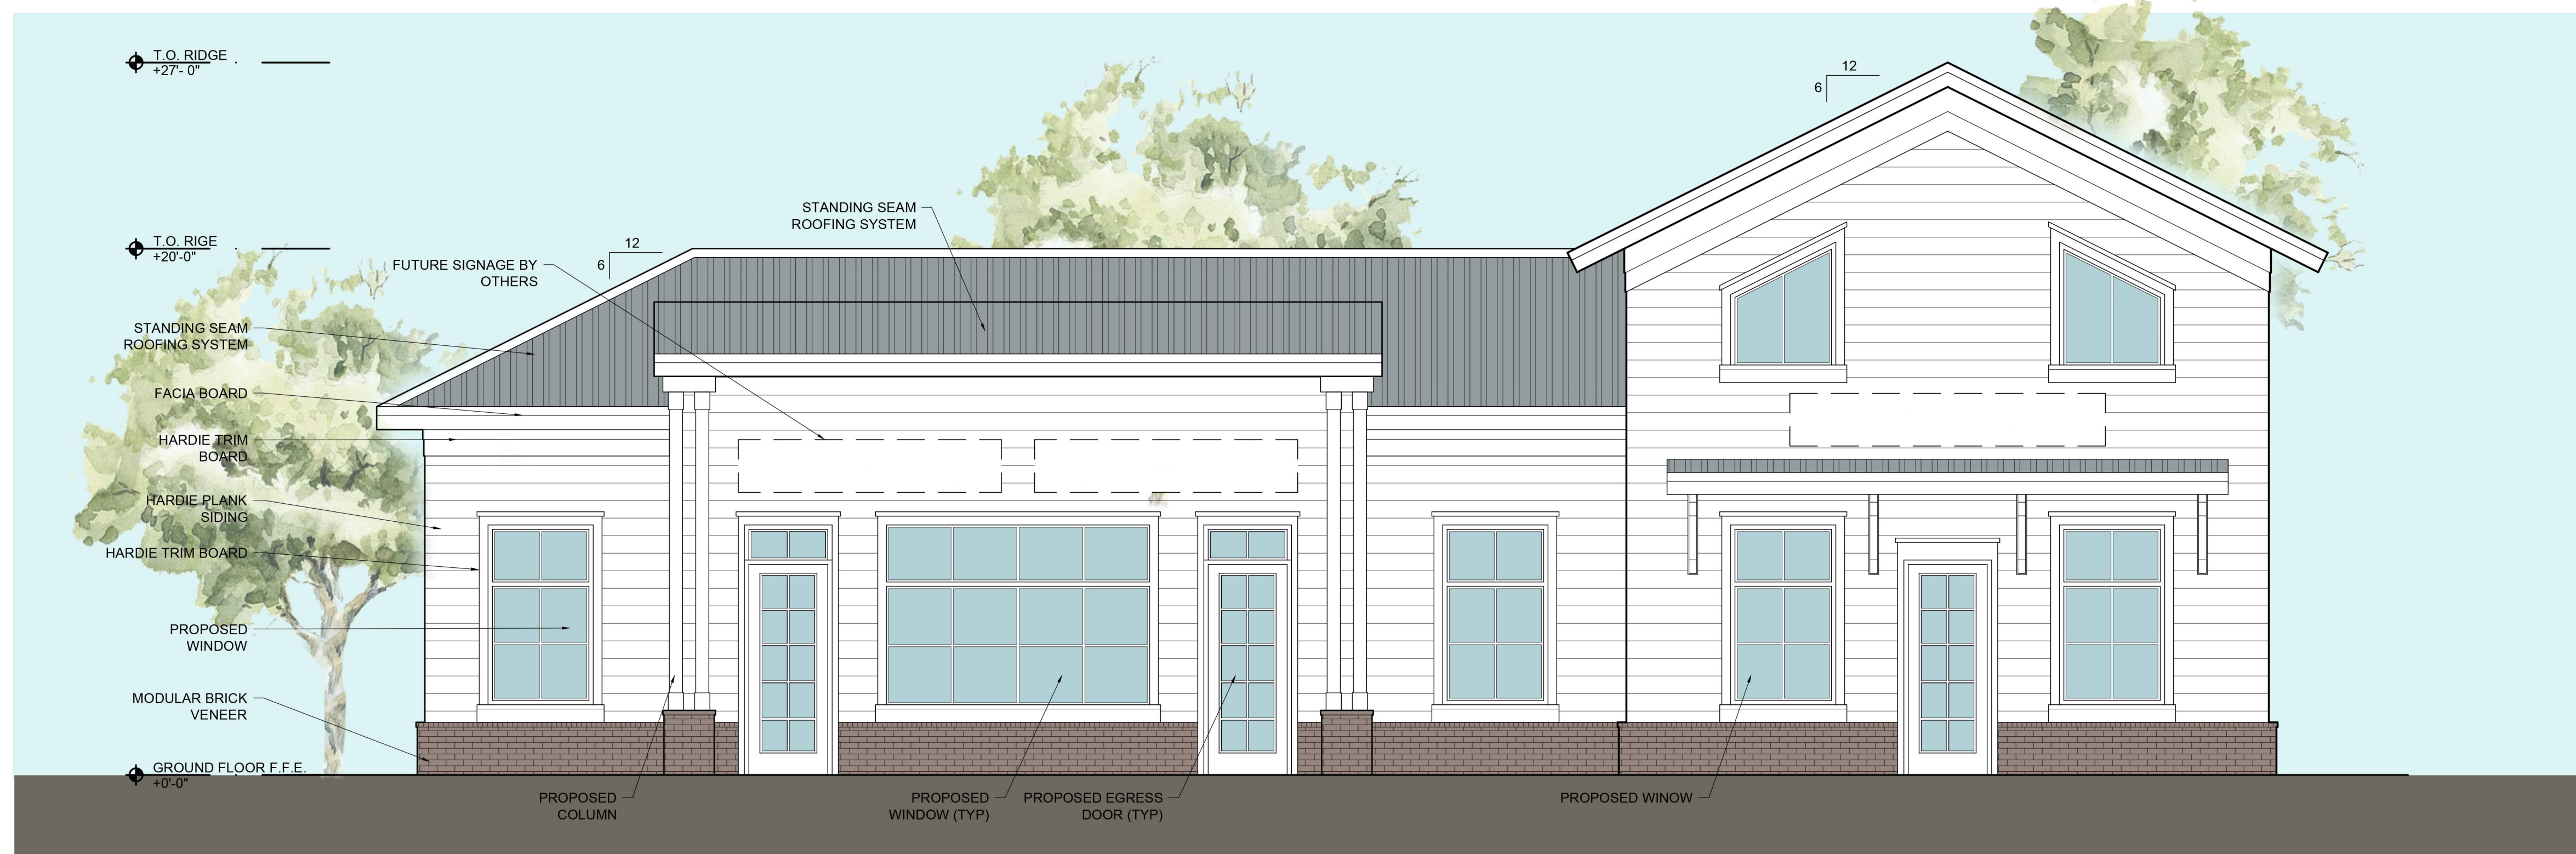 T.O. RIDGE
+27'- 0"
12
6
STANDING SEAM
ROOFING SYSTEM
T.O. RIGE
+20'-0"
12
6
FUTURE SIGNAGE BY
OTHERS
STANDING SEAM
ROOFING SYSTEM
FACIA BOARD
HARDIE TRIM
BOARD
HARDIE PLANK
SIDING
HARDIE TRIM BOARD
PROPOSED
WINDOW
MODULAR BRICK
VENEER
GROUND FLOOR F.F.E.
+0'-0"
PROPOSED
COLUMN
PROPOSED
WINDOW (TYP)
PROPOSED EGRESS
DOOR (TYP)
PROPOSED WINOW